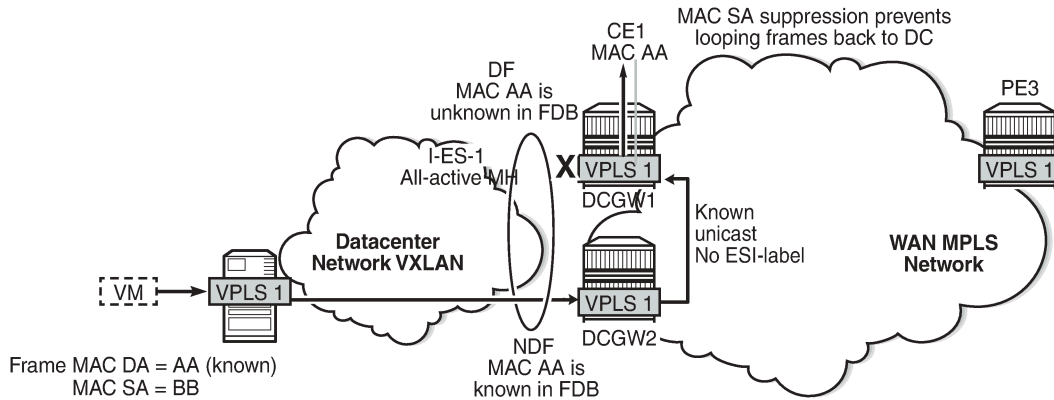 MAC SA suppression prevents
looping frames back to DC
CE1
MAC AA
DF
MAC AA is
unknown in FDB
PE3
I-ES-1
All-active MH
X
VPLS 1
VPLS 1
DCGW1
Known
unicast
No ESI-label
Datacenter
Network VXLAN
WAN MPLS
Network
VM
VPLS 1
VPLS 1
DCGW2
NDF
MAC AA is
known in FDB
Frame MAC DA = AA (known)
MAC SA = BB